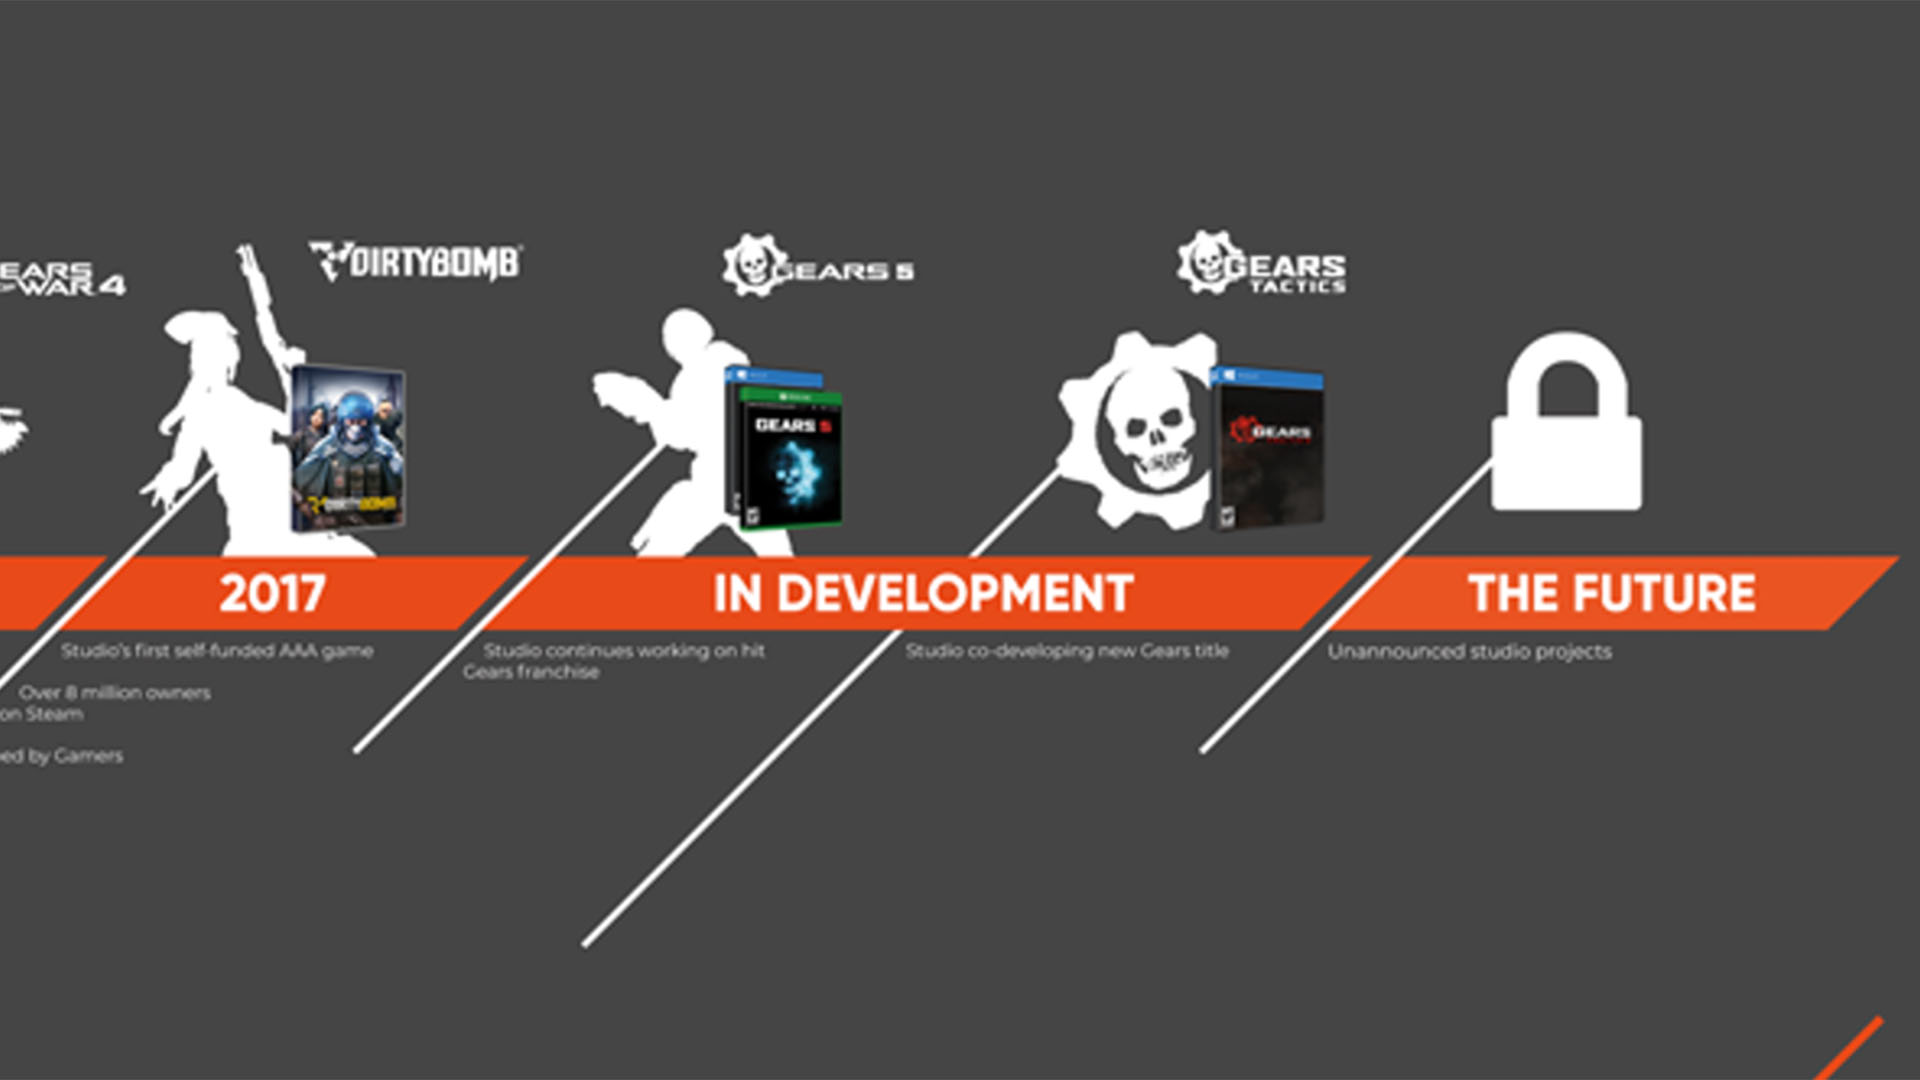 EARS
WAR 4
DIRTYBOMB
GEARS 5
GEARS
TACTICS
GEARS 5
GEARS
DIRTYBOMB
2017
IN DEVELOPMENT
THE FUTURE
Studio's first self-funded AAA game
Over 8 million owners
on Steam
ed by Gamers
Studio continues working on hit
Gears franchise
Studio co-developing new Gears title
Unannounced studio projects